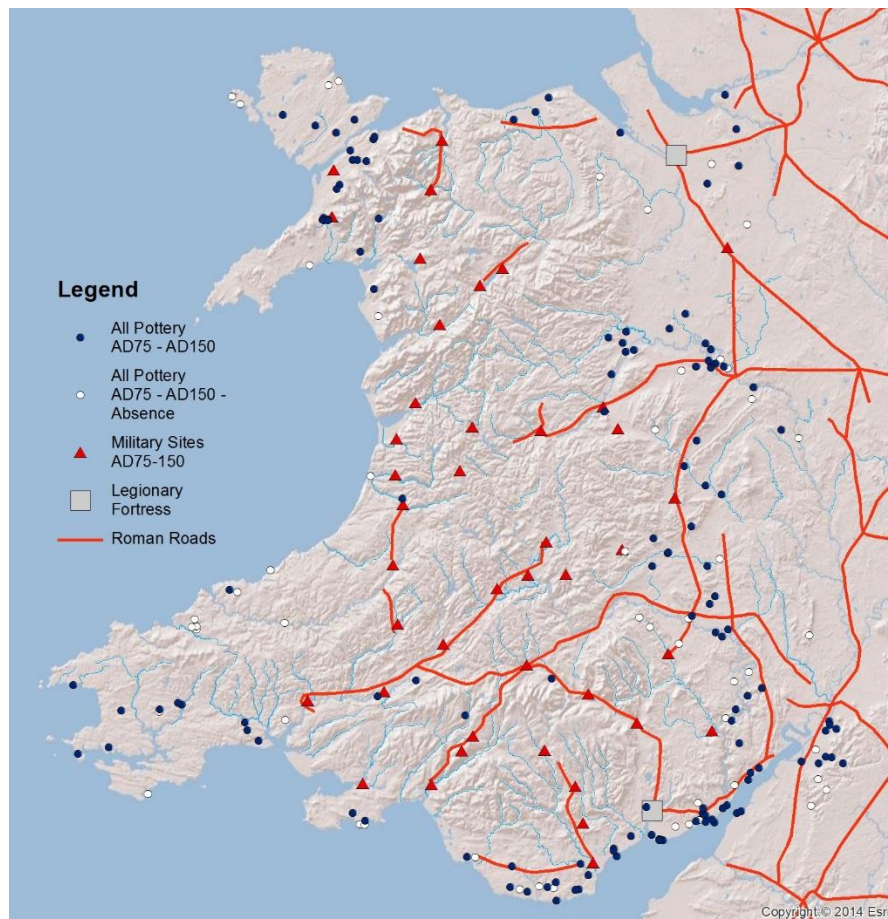 Legend
All Pottery
AD75 - AD150
All Pottery
AD75 - AD150 -
Absence
Military Sites
AD75-150
Legionary
Fortress
Roman Roads
Copyright:© 2014 Esr